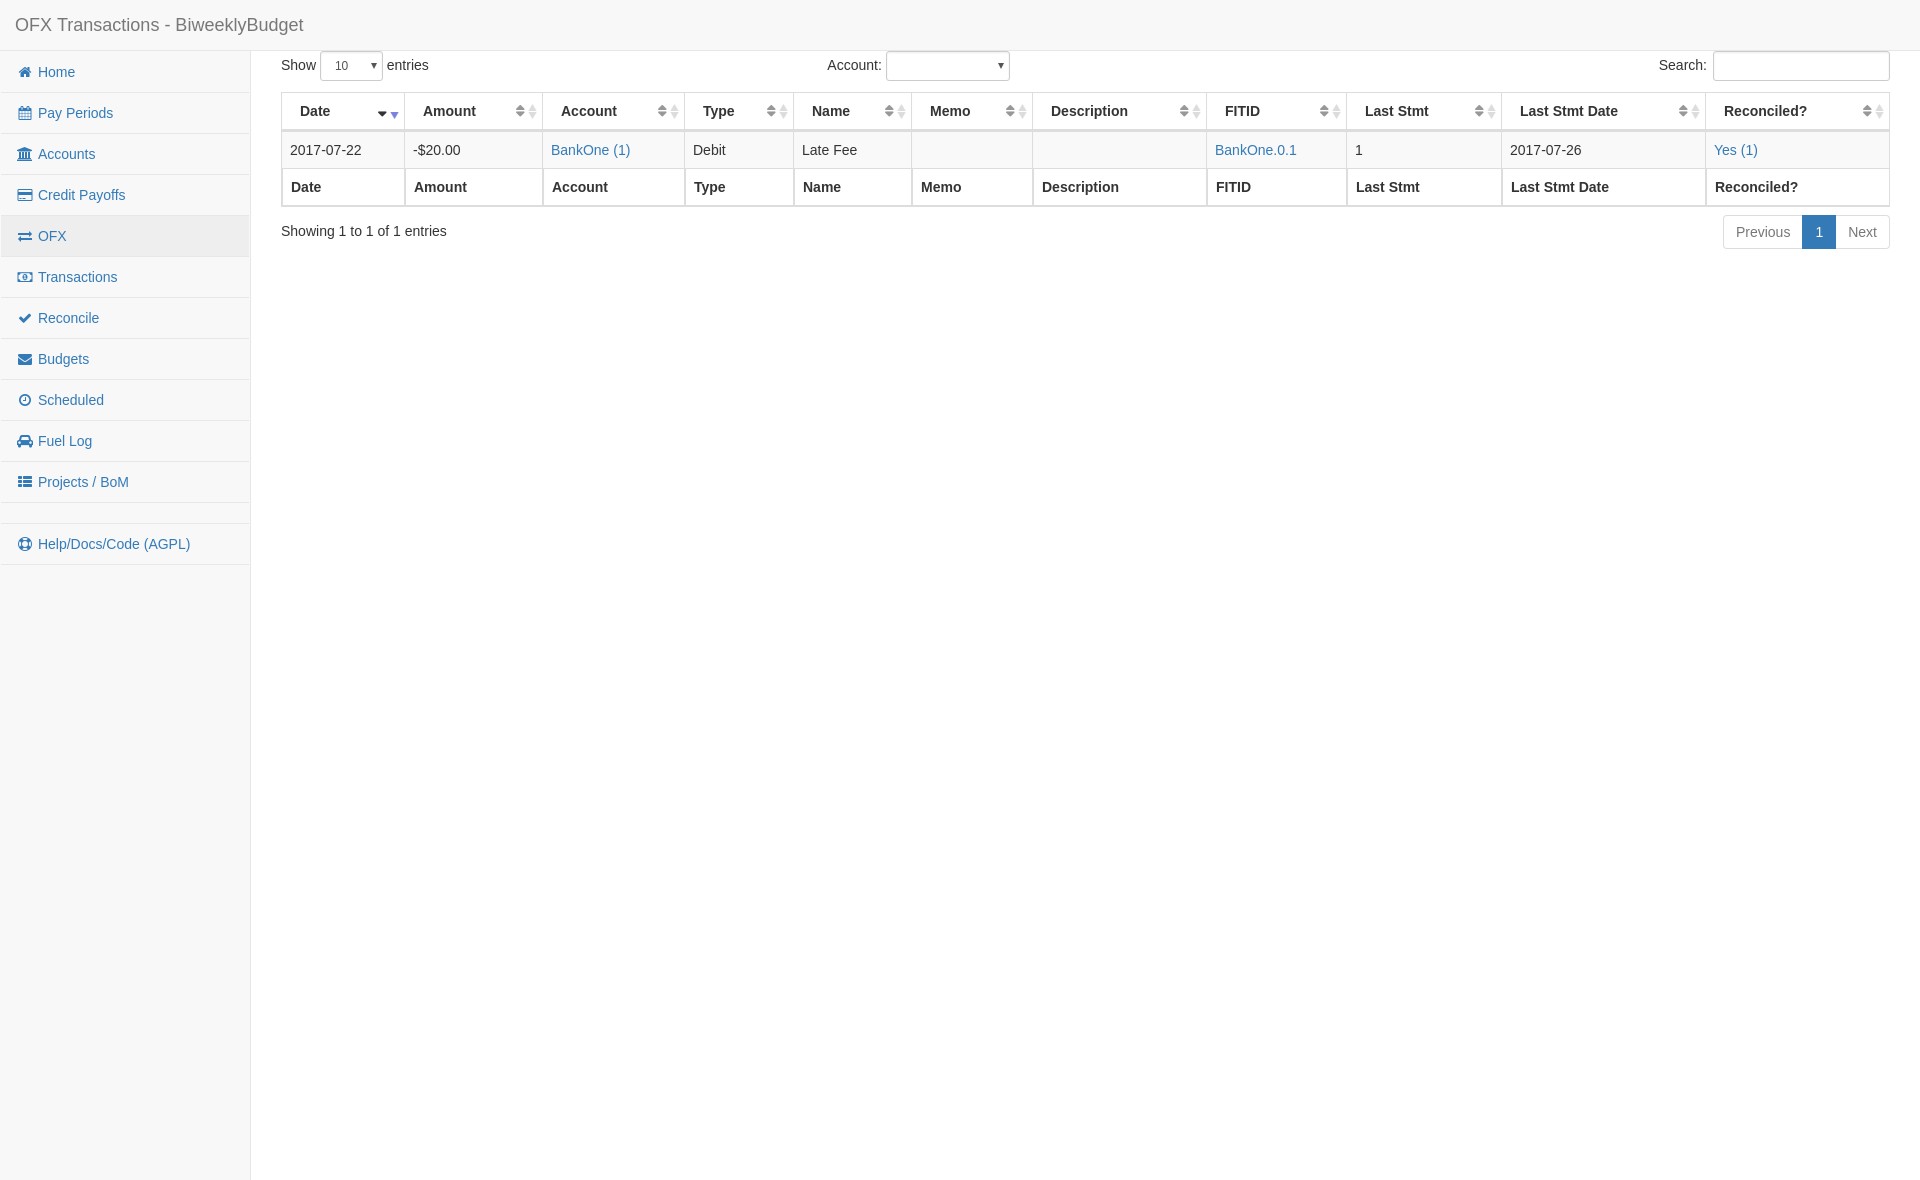 OFX Transactions - BiweeklyBudget
Home
Pay Periods
Accounts
Credit Payoffs
OFX
Transactions
Reconcile
Budgets
Scheduled
Fuel Log
Projects / BoM
Help/Docs/Code (AGPL)
Show 10 entries Account: Search:
Date Amount Account Type Name Memo Description FITID Last Stmt Last Stmt Date Reconciled?
2017-07-22 -$20.00 BankOne (1) Debit Late Fee BankOne.0.1 1 2017-07-26 Yes (1)
Date Amount Account Type Name Memo Description FITID Last Stmt Last Stmt Date Reconciled?
Showing 1 to 1 of 1 entries Previous 1 Next